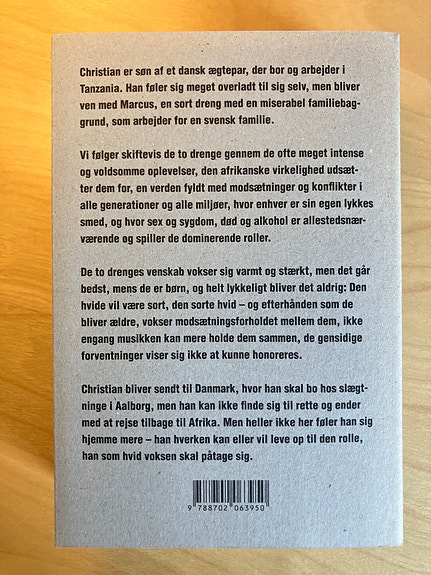 Christian er søn af et dansk ægtepar, der bor og arbejder i
Tanzania. Han føler sig meget overladt til sig selv, men bliver
ven med Marcus, en sort dreng med en miserabel familiebag-
grund, som arbejder for en svensk familie.
Vi følger skiftevis de to drenge gennem de ofte meget intense
og voldsomme oplevelser, den afrikanske virkelighed udsæt-
ter dem for, en verden fyldt med modsætninger og konflikter i
alle generationer og alle miljøer, hvor enhver er sin egen lykkes
smed, og hvor sex og sygdom, død og alkohol er allestedsnær-
værende og spiller de dominerende roller.
De to drenges venskab vokser sig varmt og stærkt, men det går
bedst, mens de er børn, og helt lykkeligt bliver det aldrig: Den
hvide vil være sort, den sorte hvid – og efterhånden som de
bliver ældre, vokser modsætningsforholdet mellem dem, ikke
engang musikken kan mere holde dem sammen, de gensidige
forventninger viser sig ikke at kunne honoreres.
Christian bliver sendt til Danmark, hvor han skal bo hos slægt-
ninge i Aalborg, men han kan ikke finde sig til rette og ender
med at rejse tilbage til Afrika. Men heller ikke her føler han sig
hjemme mere – han hverken kan eller vil leve op til den rolle,
han som hvid voksen skal påtage sig.
9 788702 063950